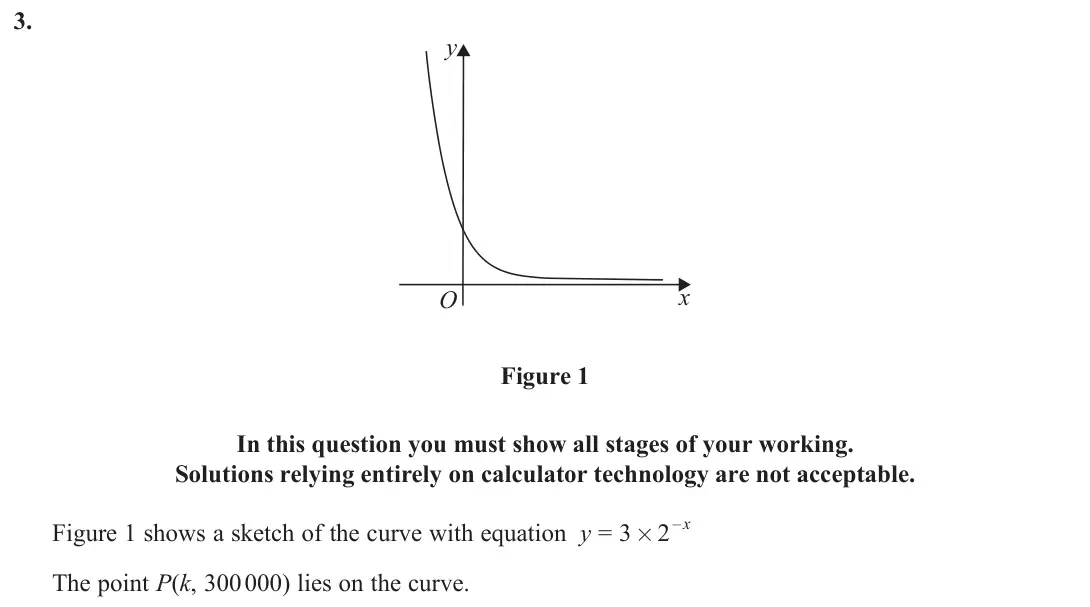 3.
y
O
x
Figure 1
In this question you must show all stages of your working.
Solutions relying entirely on calculator technology are not acceptable.
Figure 1 shows a sketch of the curve with equation y = 3 × 2⁻ˣ
The point P(k, 300 000) lies on the curve.